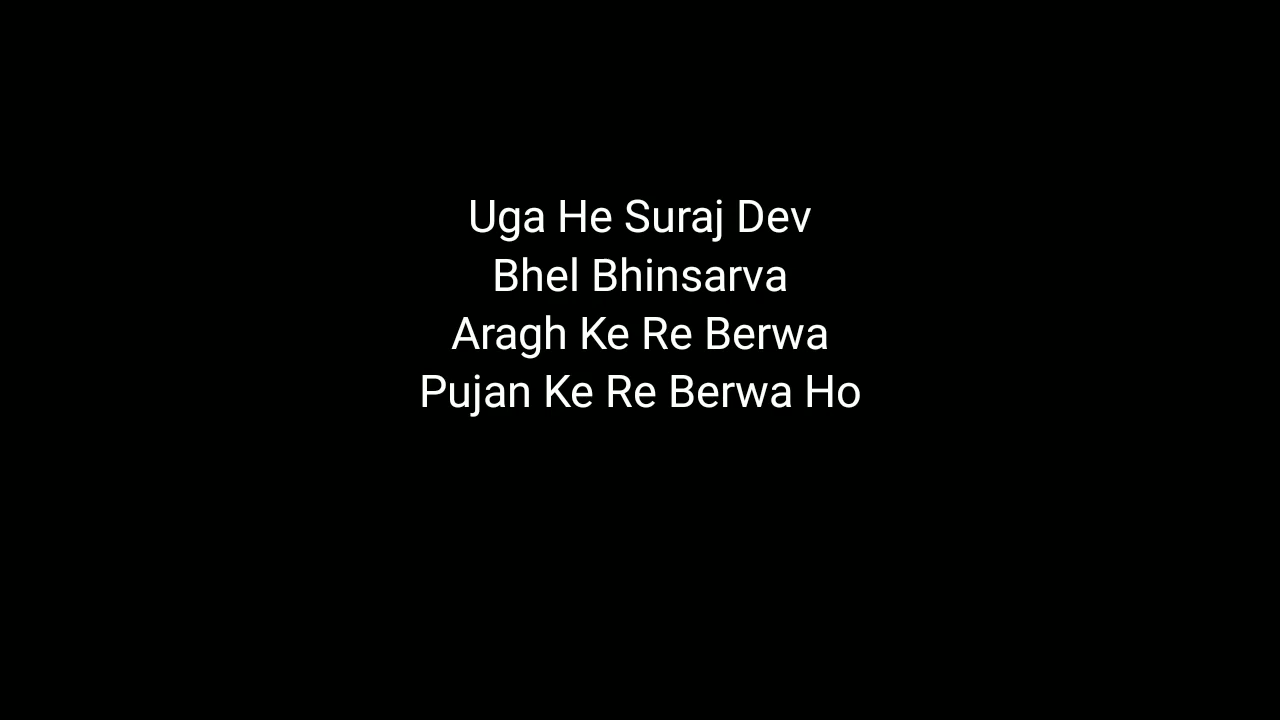 Uga He Suraj Dev
Bhel Bhinsarva
Aragh Ke Re Berwa
Pujan Ke Re Berwa Ho